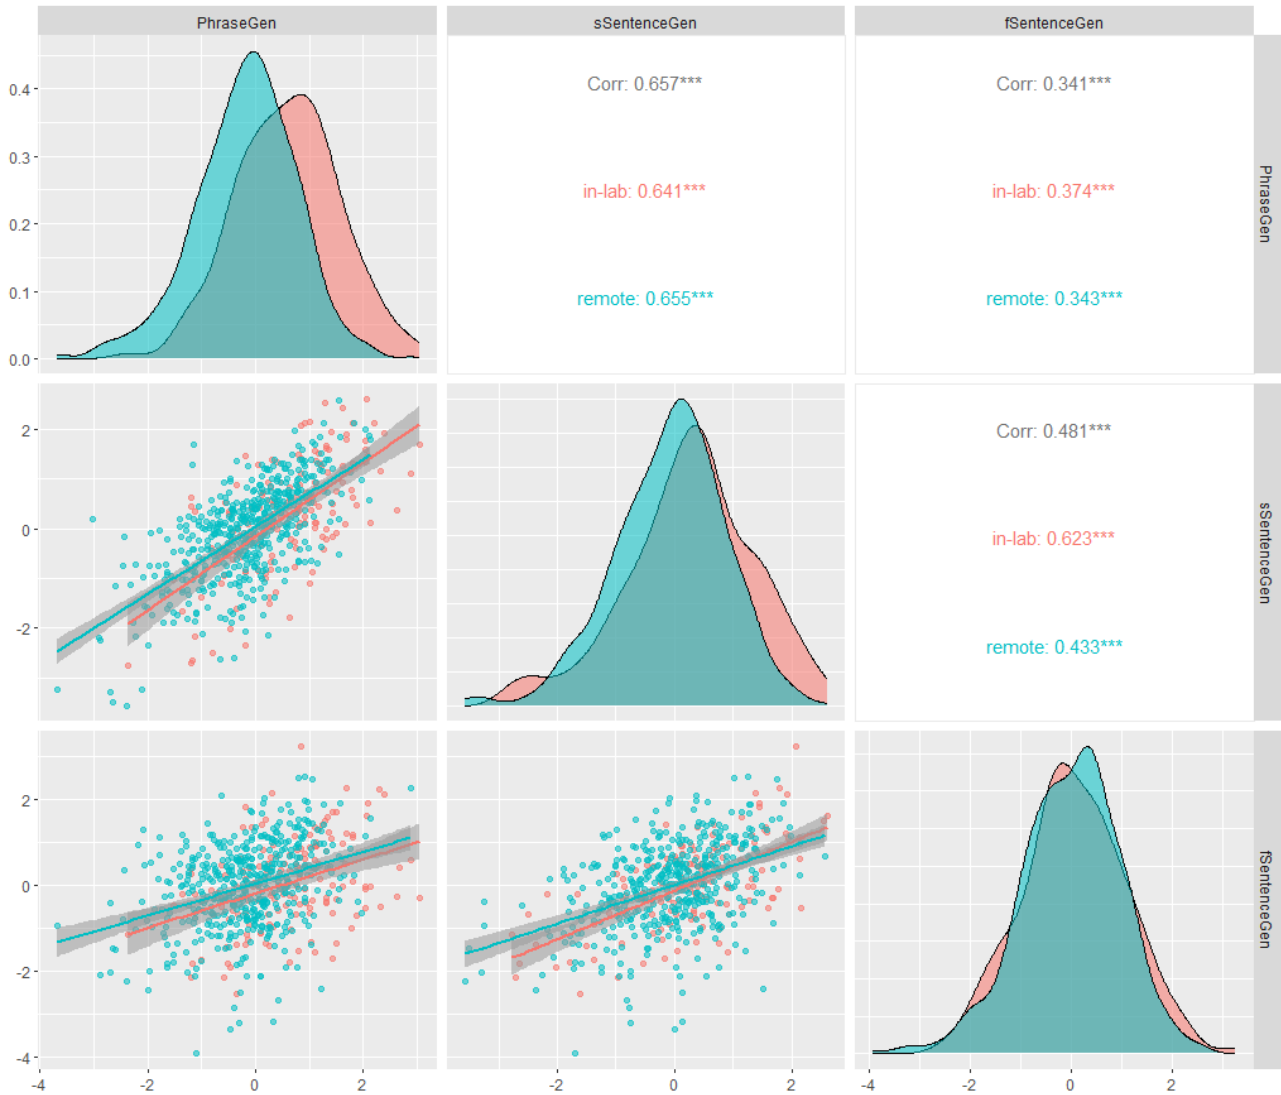 PhraseGen
sSentenceGen
fSentenceGen
0.4
0.3
0.2
0.1
0.0
Corr: 0.657***
in-lab: 0.641***
remote: 0.655***
Corr: 0.341***
in-lab: 0.374***
remote: 0.343***
PhraseGen
2
0
-2
Corr: 0.481***
in-lab: 0.623***
remote: 0.433***
sSentenceGen
2
0
-2
-4
fSentenceGen
-4 -2 0 2
-2 0 2
-4 -2 0 2